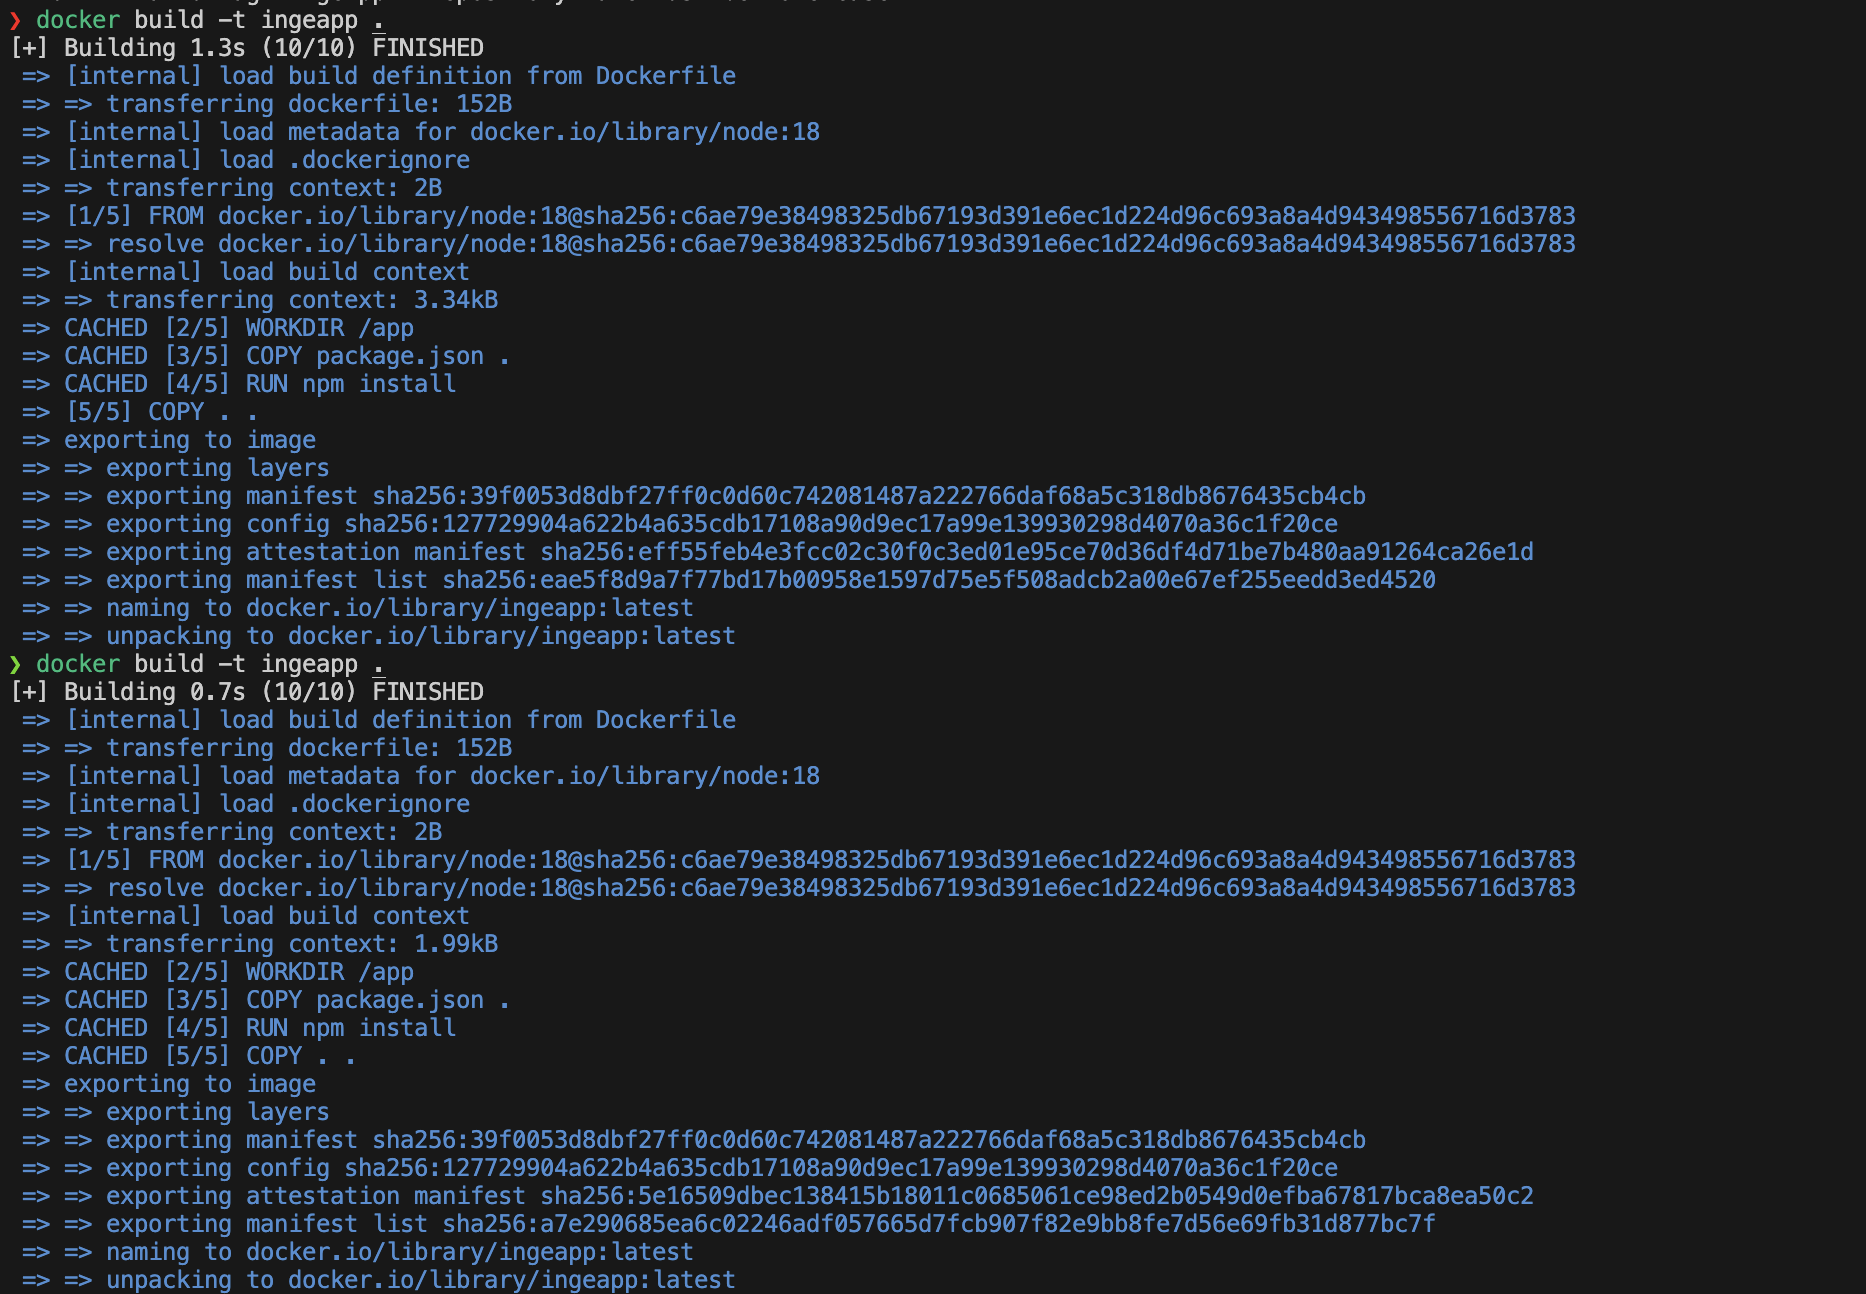 ❯ docker build -t ingeapp .
[+] Building 1.3s (10/10) FINISHED
=> [internal] load build definition from Dockerfile
=> => transferring dockerfile: 152B
=> [internal] load metadata for docker.io/library/node:18
=> [internal] load .dockerignore
=> => transferring context: 2B
=> [1/5] FROM docker.io/library/node:18@sha256:c6ae79e38498325db67193d391e6ec1d224d96c693a8a4d943498556716d3783
=> => resolve docker.io/library/node:18@sha256:c6ae79e38498325db67193d391e6ec1d224d96c693a8a4d943498556716d3783
=> [internal] load build context
=> => transferring context: 3.34kB
=> CACHED [2/5] WORKDIR /app
=> CACHED [3/5] COPY package.json .
=> CACHED [4/5] RUN npm install
=> [5/5] COPY . .
=> exporting to image
=> => exporting layers
=> => exporting manifest sha256:39f0053d8dbf27ff0c0d60c742081487a222766daf68a5c318db8676435cb4cb
=> => exporting config sha256:127729904a622b4a635cdb17108a90d9ec17a99e139930298d4070a36c1f20ce
=> => exporting attestation manifest sha256:eff55feb4e3fcc02c30f0c3ed01e95ce70d36df4d71be7b480aa91264ca26e1d
=> => exporting manifest list sha256:eae5f8d9a7f77bd17b00958e1597d75e5f508adcb2a00e67ef255eedd3ed4520
=> => naming to docker.io/library/ingeapp:latest
=> => unpacking to docker.io/library/ingeapp:latest
❯ docker build -t ingeapp .
[+] Building 0.7s (10/10) FINISHED
=> [internal] load build definition from Dockerfile
=> => transferring dockerfile: 152B
=> [internal] load metadata for docker.io/library/node:18
=> [internal] load .dockerignore
=> => transferring context: 2B
=> [1/5] FROM docker.io/library/node:18@sha256:c6ae79e38498325db67193d391e6ec1d224d96c693a8a4d943498556716d3783
=> => resolve docker.io/library/node:18@sha256:c6ae79e38498325db67193d391e6ec1d224d96c693a8a4d943498556716d3783
=> [internal] load build context
=> => transferring context: 1.99kB
=> CACHED [2/5] WORKDIR /app
=> CACHED [3/5] COPY package.json .
=> CACHED [4/5] RUN npm install
=> CACHED [5/5] COPY . .
=> exporting to image
=> => exporting layers
=> => exporting manifest sha256:39f0053d8dbf27ff0c0d60c742081487a222766daf68a5c318db8676435cb4cb
=> => exporting config sha256:127729904a622b4a635cdb17108a90d9ec17a99e139930298d4070a36c1f20ce
=> => exporting attestation manifest sha256:5e16509dbec138415b18011c0685061ce98ed2b0549d0efba67817bca8ea50c2
=> => exporting manifest list sha256:a7e290685ea6c02246adf057665d7fcb907f82e9bb8fe7d56e69fb31d877bc7f
=> => naming to docker.io/library/ingeapp:latest
=> => unpacking to docker.io/library/ingeapp:latest